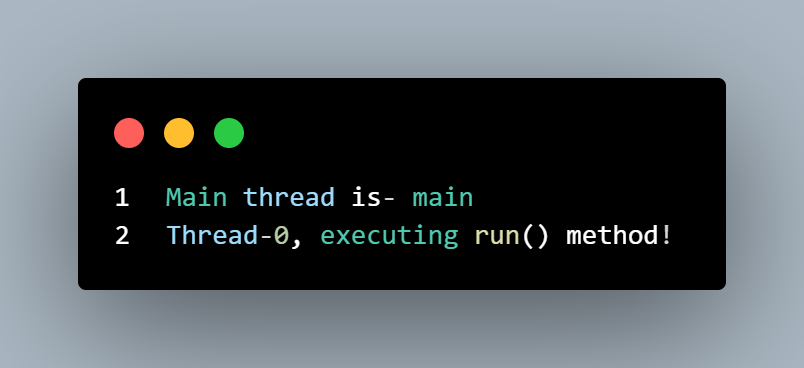 1 Main thread is- main
2 Thread-0, executing run() method!